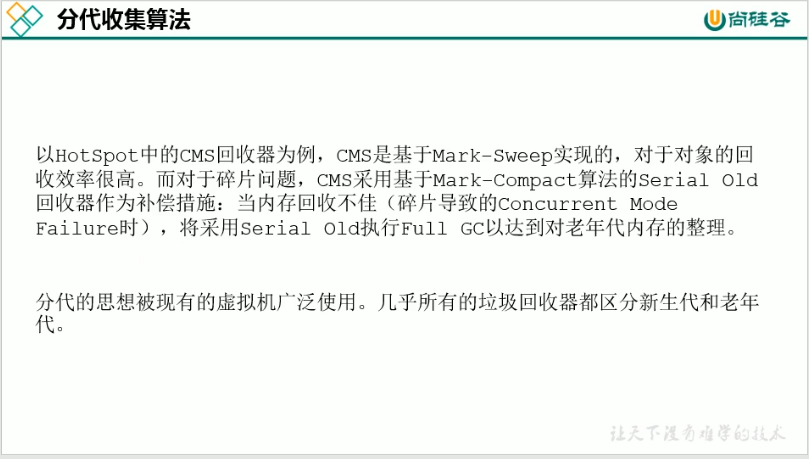 分代收集算法
尚硅谷
以HotSpot中的CMS回收器为例，CMS是基于Mark-Sweep实现的，对于对象的回
收效率很高。而对于碎片问题，CMS采用基于Mark-Compact算法的Serial Old
回收器作为补偿措施：当内存回收不佳（碎片导致的Concurrent Mode
Failure时），将采用Serial Old执行Full GC以达到对老年代内存的整理。
分代的思想被现有的虚拟机广泛使用。几乎所有的垃圾回收器都区分新生代和老年
代。
让天下没有难学的技术